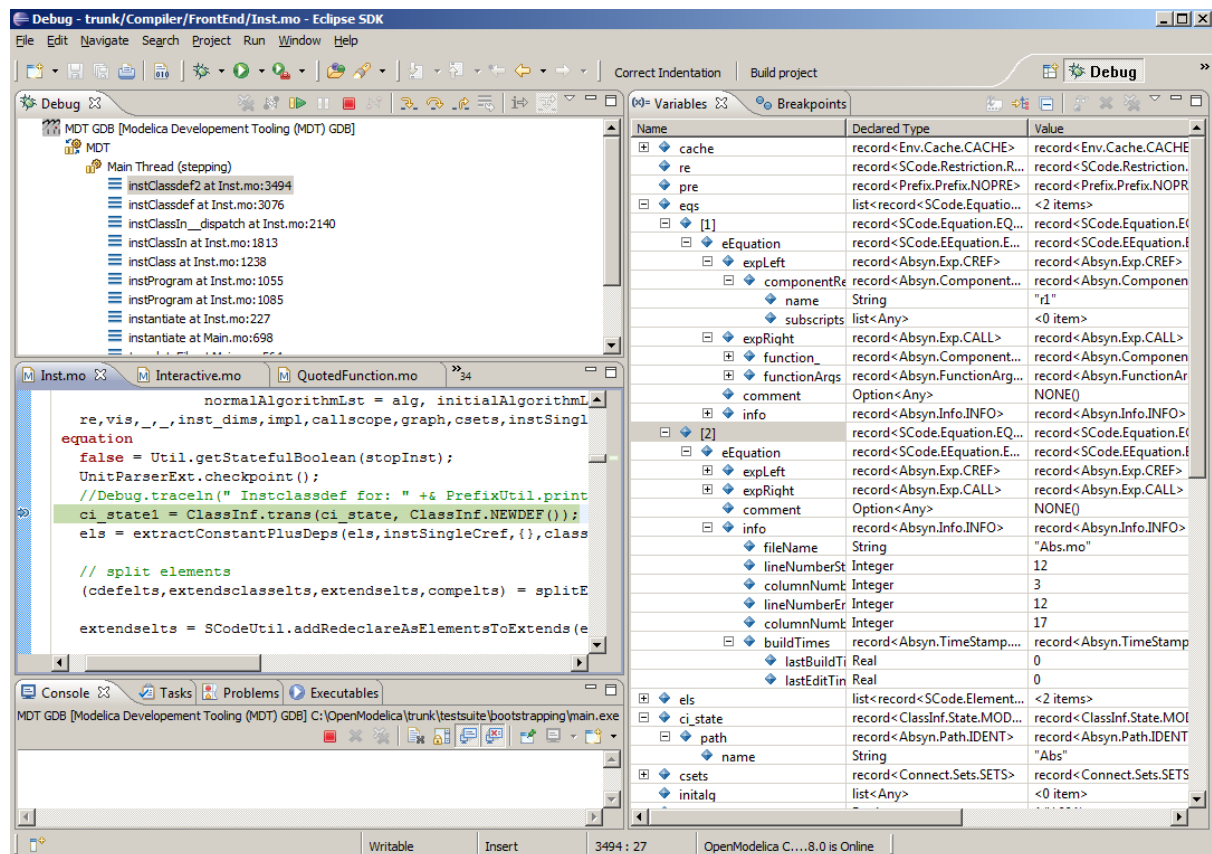 Debug - trunk/Compiler/FrontEnd/Inst.mo - Eclipse SDK
File Edit Navigate Search Project Run Window Help
Correct Indentation Build project Debug »
Debug
MDT GDB [Modelica Developement Tooling (MDT) GDB]
MDT
Main Thread (stepping)
instClassdef2 at Inst.mo:3494
instClassdef at Inst.mo:3076
instClassIn__dispatch at Inst.mo:2140
instClassIn at Inst.mo:1813
instClass at Inst.mo:1238
instProgram at Inst.mo:1055
instProgram at Inst.mo:1085
instantiate at Inst.mo:227
instantiate at Main.mo:698
Inst.mo Interactive.mo QuotedFunction.mo »34
normalAlgorithmLst = alg, initialAlgorithmL
re,vis,_,_,inst_dims,impl,callscope,graph,csets,instSingl
equation
false = Util.getStatefulBoolean(stopInst);
UnitParserExt.checkpoint();
//Debug.traceln(" Instclassdef for: " +& PrefixUtil.print
ci_state1 = ClassInf.trans(ci_state, ClassInf.NEWDEF());
els = extractConstantPlusDeps(els,instSingleCref,{},class
// split elements
(cdefelts,extendsclasselts,extendselts,compelts) = splitE
extendselts = SCodeUtil.addRedeclareAsElementsToExtends(e
Console Tasks Problems Executables
MDT GDB [Modelica Developement Tooling (MDT) GDB] C:\OpenModelica\trunk\testsuite\bootstrapping\main.exe
(x)= Variables Breakpoints
Name Declared Type Value
cache record<Env.Cache.CACHE> record<Env.Cache.CACHE
re record<SCode.Restriction.R... record<SCode.Restriction.
pre record<Prefix.Prefix.NOPRE> record<Prefix.Prefix.NOPR
eqs list<record<SCode.Equatio... <2 items>
[1] record<SCode.Equation.EQ... record<SCode.Equation.E(
eEquation record<SCode.EEquation.E... record<SCode.EEquation.E
expLeft record<Absyn.Exp.CREF> record<Absyn.Exp.CREF>
componentRe record<Absyn.Component... record<Absyn.Componen
name String "r1"
subscripts list<Any> <0 item>
expRight record<Absyn.Exp.CALL> record<Absyn.Exp.CALL>
function_ record<Absyn.Component... record<Absyn.Componen
functionArgs record<Absyn.FunctionArg... record<Absyn.FunctionAr
comment Option<Any> NONE()
info record<Absyn.Info.INFO> record<Absyn.Info.INFO>
[2] record<SCode.Equation.EQ... record<SCode.Equation.E(
eEquation record<SCode.EEquation.E... record<SCode.EEquation.E
expLeft record<Absyn.Exp.CREF> record<Absyn.Exp.CREF>
expRight record<Absyn.Exp.CALL> record<Absyn.Exp.CALL>
comment Option<Any> NONE()
info record<Absyn.Info.INFO> record<Absyn.Info.INFO>
fileName String "Abs.mo"
lineNumberSt Integer 12
columnNumb Integer 3
lineNumberEr Integer 12
columnNumb Integer 17
buildTimes record<Absyn.TimeStamp.... record<Absyn.TimeStamp
lastBuildTi Real 0
lastEditTin Real 0
els list<record<SCode.Element... <2 items>
ci_state record<ClassInf.State.MOD... record<ClassInf.State.MOI
path record<Absyn.Path.IDENT> record<Absyn.Path.IDENT
name String "Abs"
csets record<Connect.Sets.SETS> record<Connect.Sets.SETS
initalg list<Any> <0 item>
Writable Insert 3494 : 27 OpenModelica C....8.0 is Online